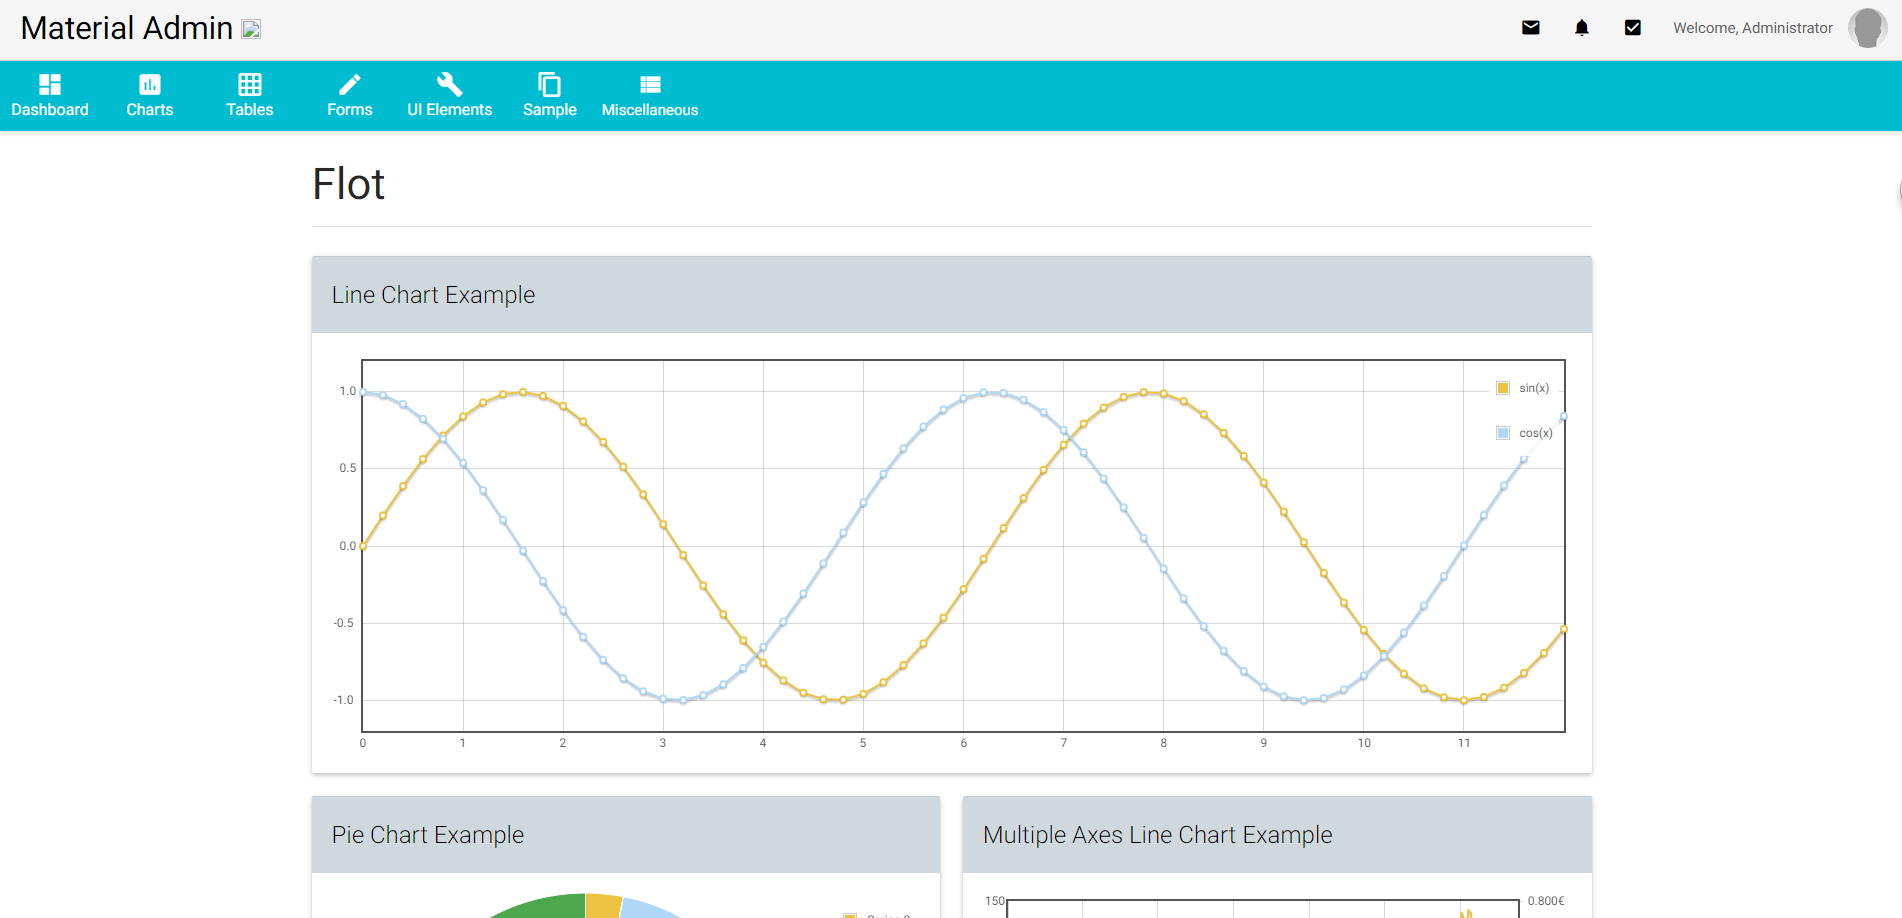 Material Admin
Welcome, Administrator
Dashboard
Charts
Tables
Forms
UI Elements
Sample
Miscellaneous
Flot
Line Chart Example
1.0
0.5
0.0
-0.5
-1.0
0 1 2 3 4 5 6 7 8 9 10 11
sin(x)
cos(x)
Pie Chart Example
Multiple Axes Line Chart Example
150
0.800€